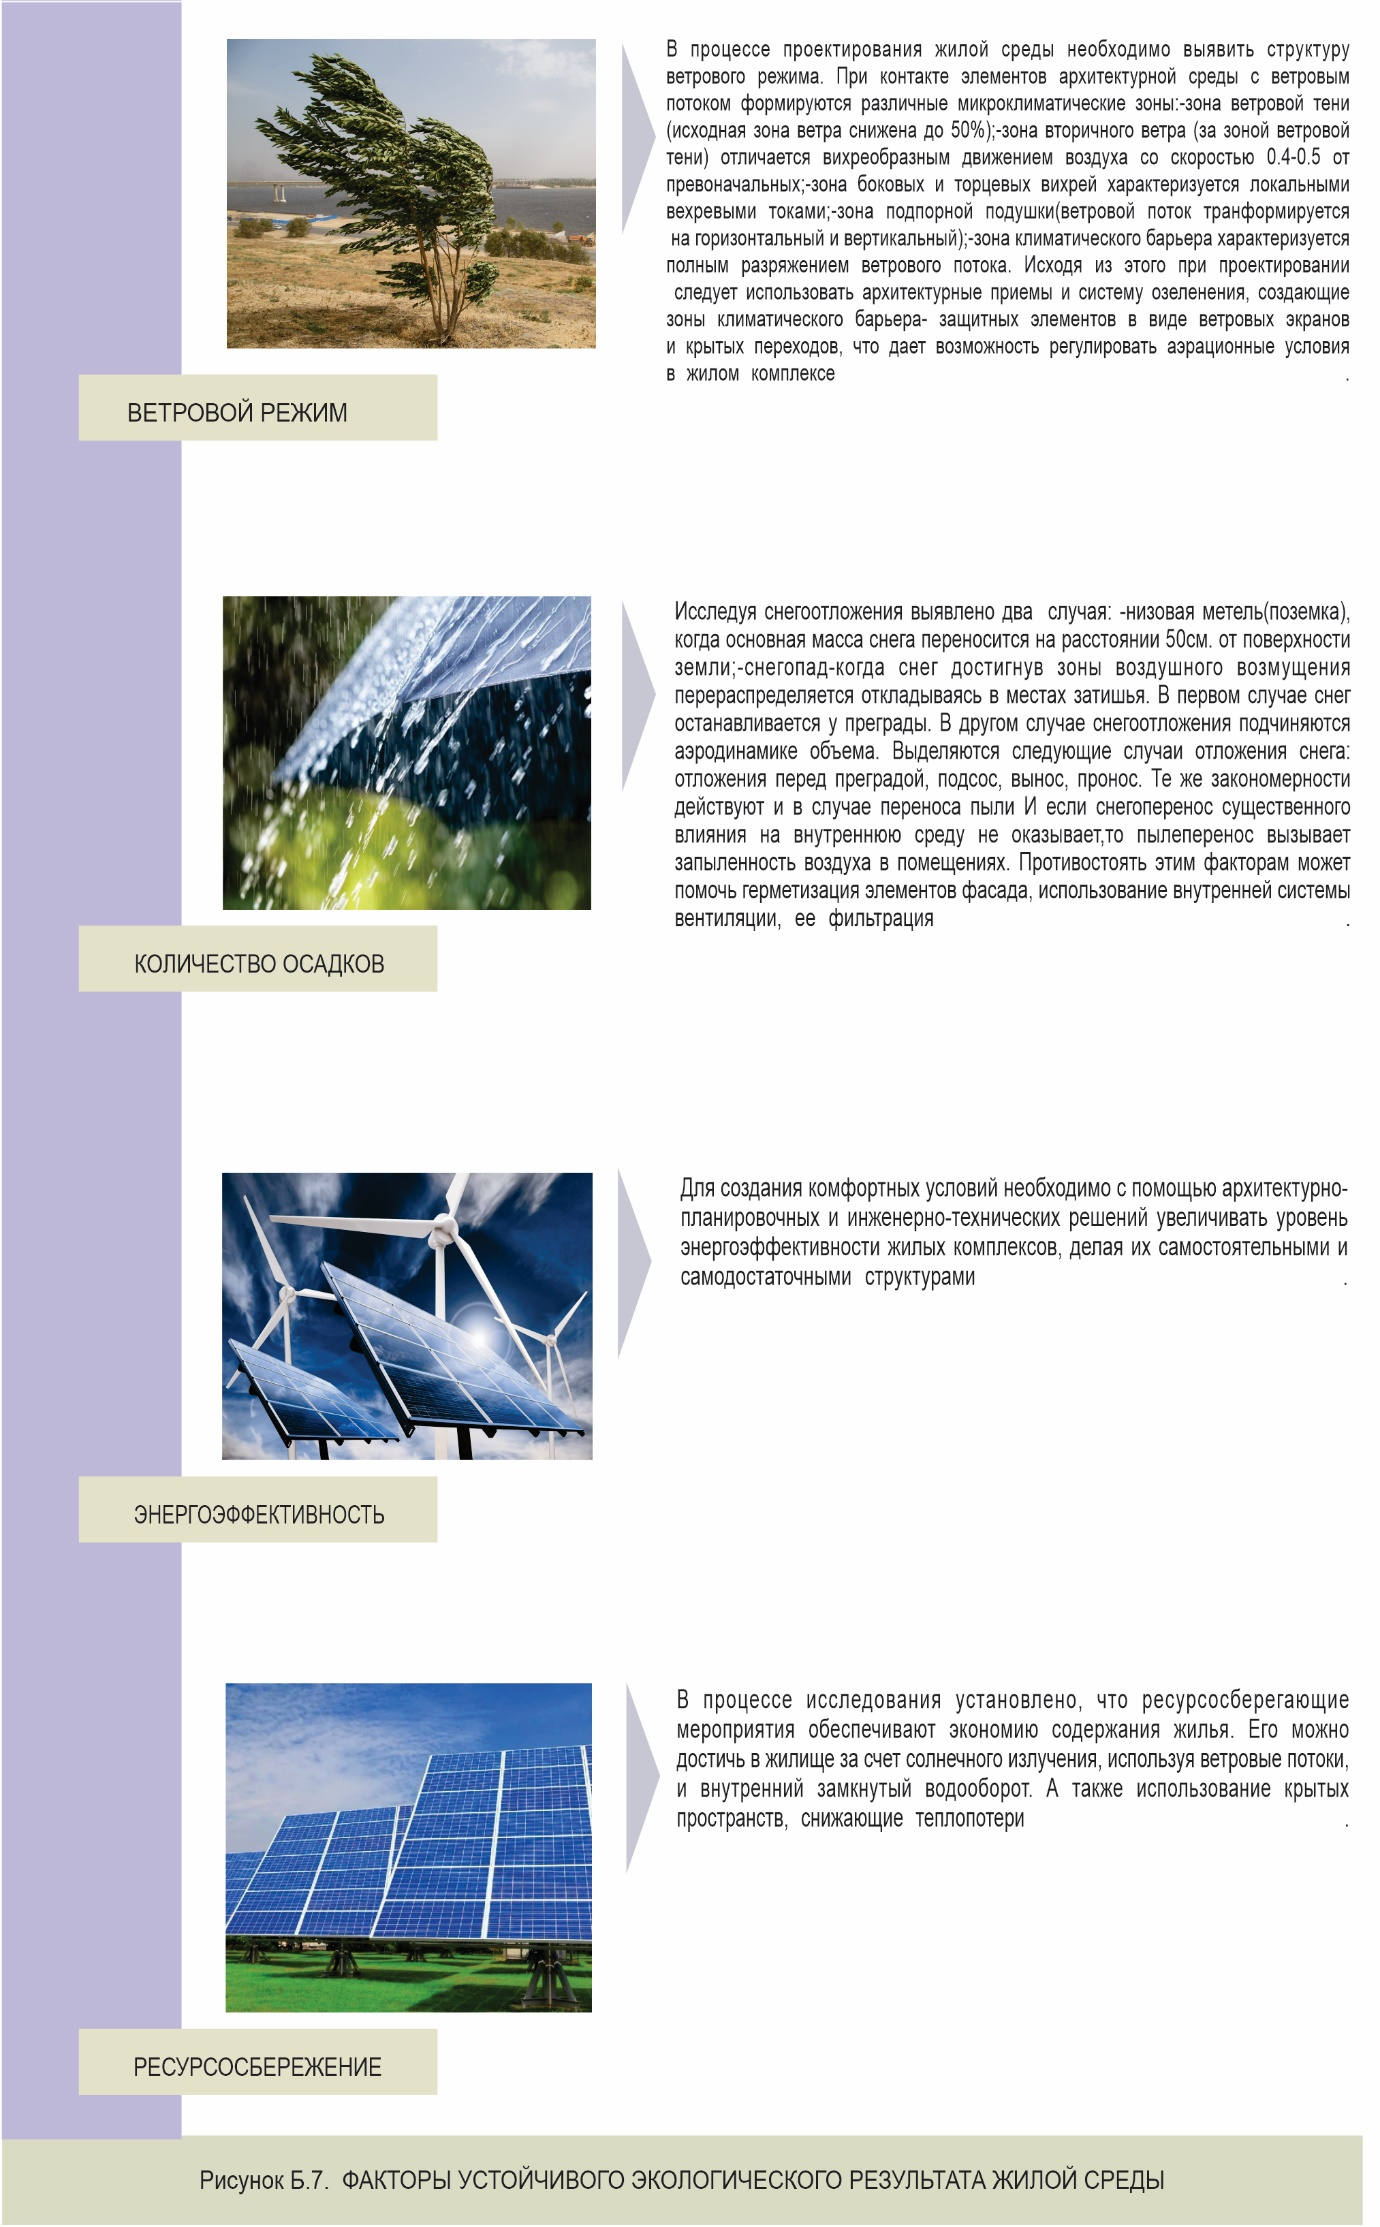 В процессе проектирования жилой среды необходимо выявить структуру
ветрового режима. При контакте элементов архитектурной среды с ветровым
потоком формируются различные микроклиматические зоны:-зона ветровой тени
(исходная зона ветра снижена до 50%);-зона вторичного ветра (за зоной ветровой
тени) отличается вихреобразным движением воздуха со скоростью 0.4-0.5 от
превоначальных;-зона боковых и торцевых вихрей характеризуется локальными
вехревыми токами;-зона подпорной подушки(ветровой поток транформируется
на горизонтальный и вертикальный);-зона климатического барьера характеризуется
полным разряжением ветрового потока. Исходя из этого при проектировании
следует использовать архитектурные приемы и систему озеленения, создающие
зоны климатического барьера- защитных элементов в виде ветровых экранов
и крытых переходов, что дает возможность регулировать аэрационные условия
в жилом комплексе .
ВЕТРОВОЙ РЕЖИМ
Исследуя снегоотложения выявлено два случая: -низовая метель(поземка),
когда основная масса снега переносится на расстоянии 50см. от поверхности
земли;-снегопад-когда снег достигнув зоны воздушного возмущения
перераспределяется откладываясь в местах затишья. В первом случае снег
останавливается у преграды. В другом случае снегоотложения подчиняются
аэродинамике объема. Выделяются следующие случаи отложения снега:
отложения перед преградой, подсос, вынос, пронос. Те же закономерности
действуют и в случае переноса пыли И если снегоперенос существенного
влияния на внутреннюю среду не оказывает,то пылеперенос вызывает
запыленность воздуха в помещениях. Противостоять этим факторам может
помочь герметизация элементов фасада, использование внутренней системы
вентиляции, ее фильтрация .
КОЛИЧЕСТВО ОСАДКОВ
Для создания комфортных условий необходимо с помощью архитектурно-
планировочных и инженерно-технических решений увеличивать уровень
энергоэффективности жилых комплексов, делая их самостоятельными и
самодостаточными структурами .
ЭНЕРГОЭФФЕКТИВНОСТЬ
В процессе исследования установлено, что ресурсосберегающие
мероприятия обеспечивают экономию содержания жилья. Его можно
достичь в жилище за счет солнечного излучения, используя ветровые потоки,
и внутренний замкнутый водооборот. А также использование крытых
пространств, снижающие теплопотери .
РЕСУРСОСБЕРЕЖЕНИЕ
Рисунок Б.7. ФАКТОРЫ УСТОЙЧИВОГО ЭКОЛОГИЧЕСКОГО РЕЗУЛЬТАТА ЖИЛОЙ СРЕДЫ